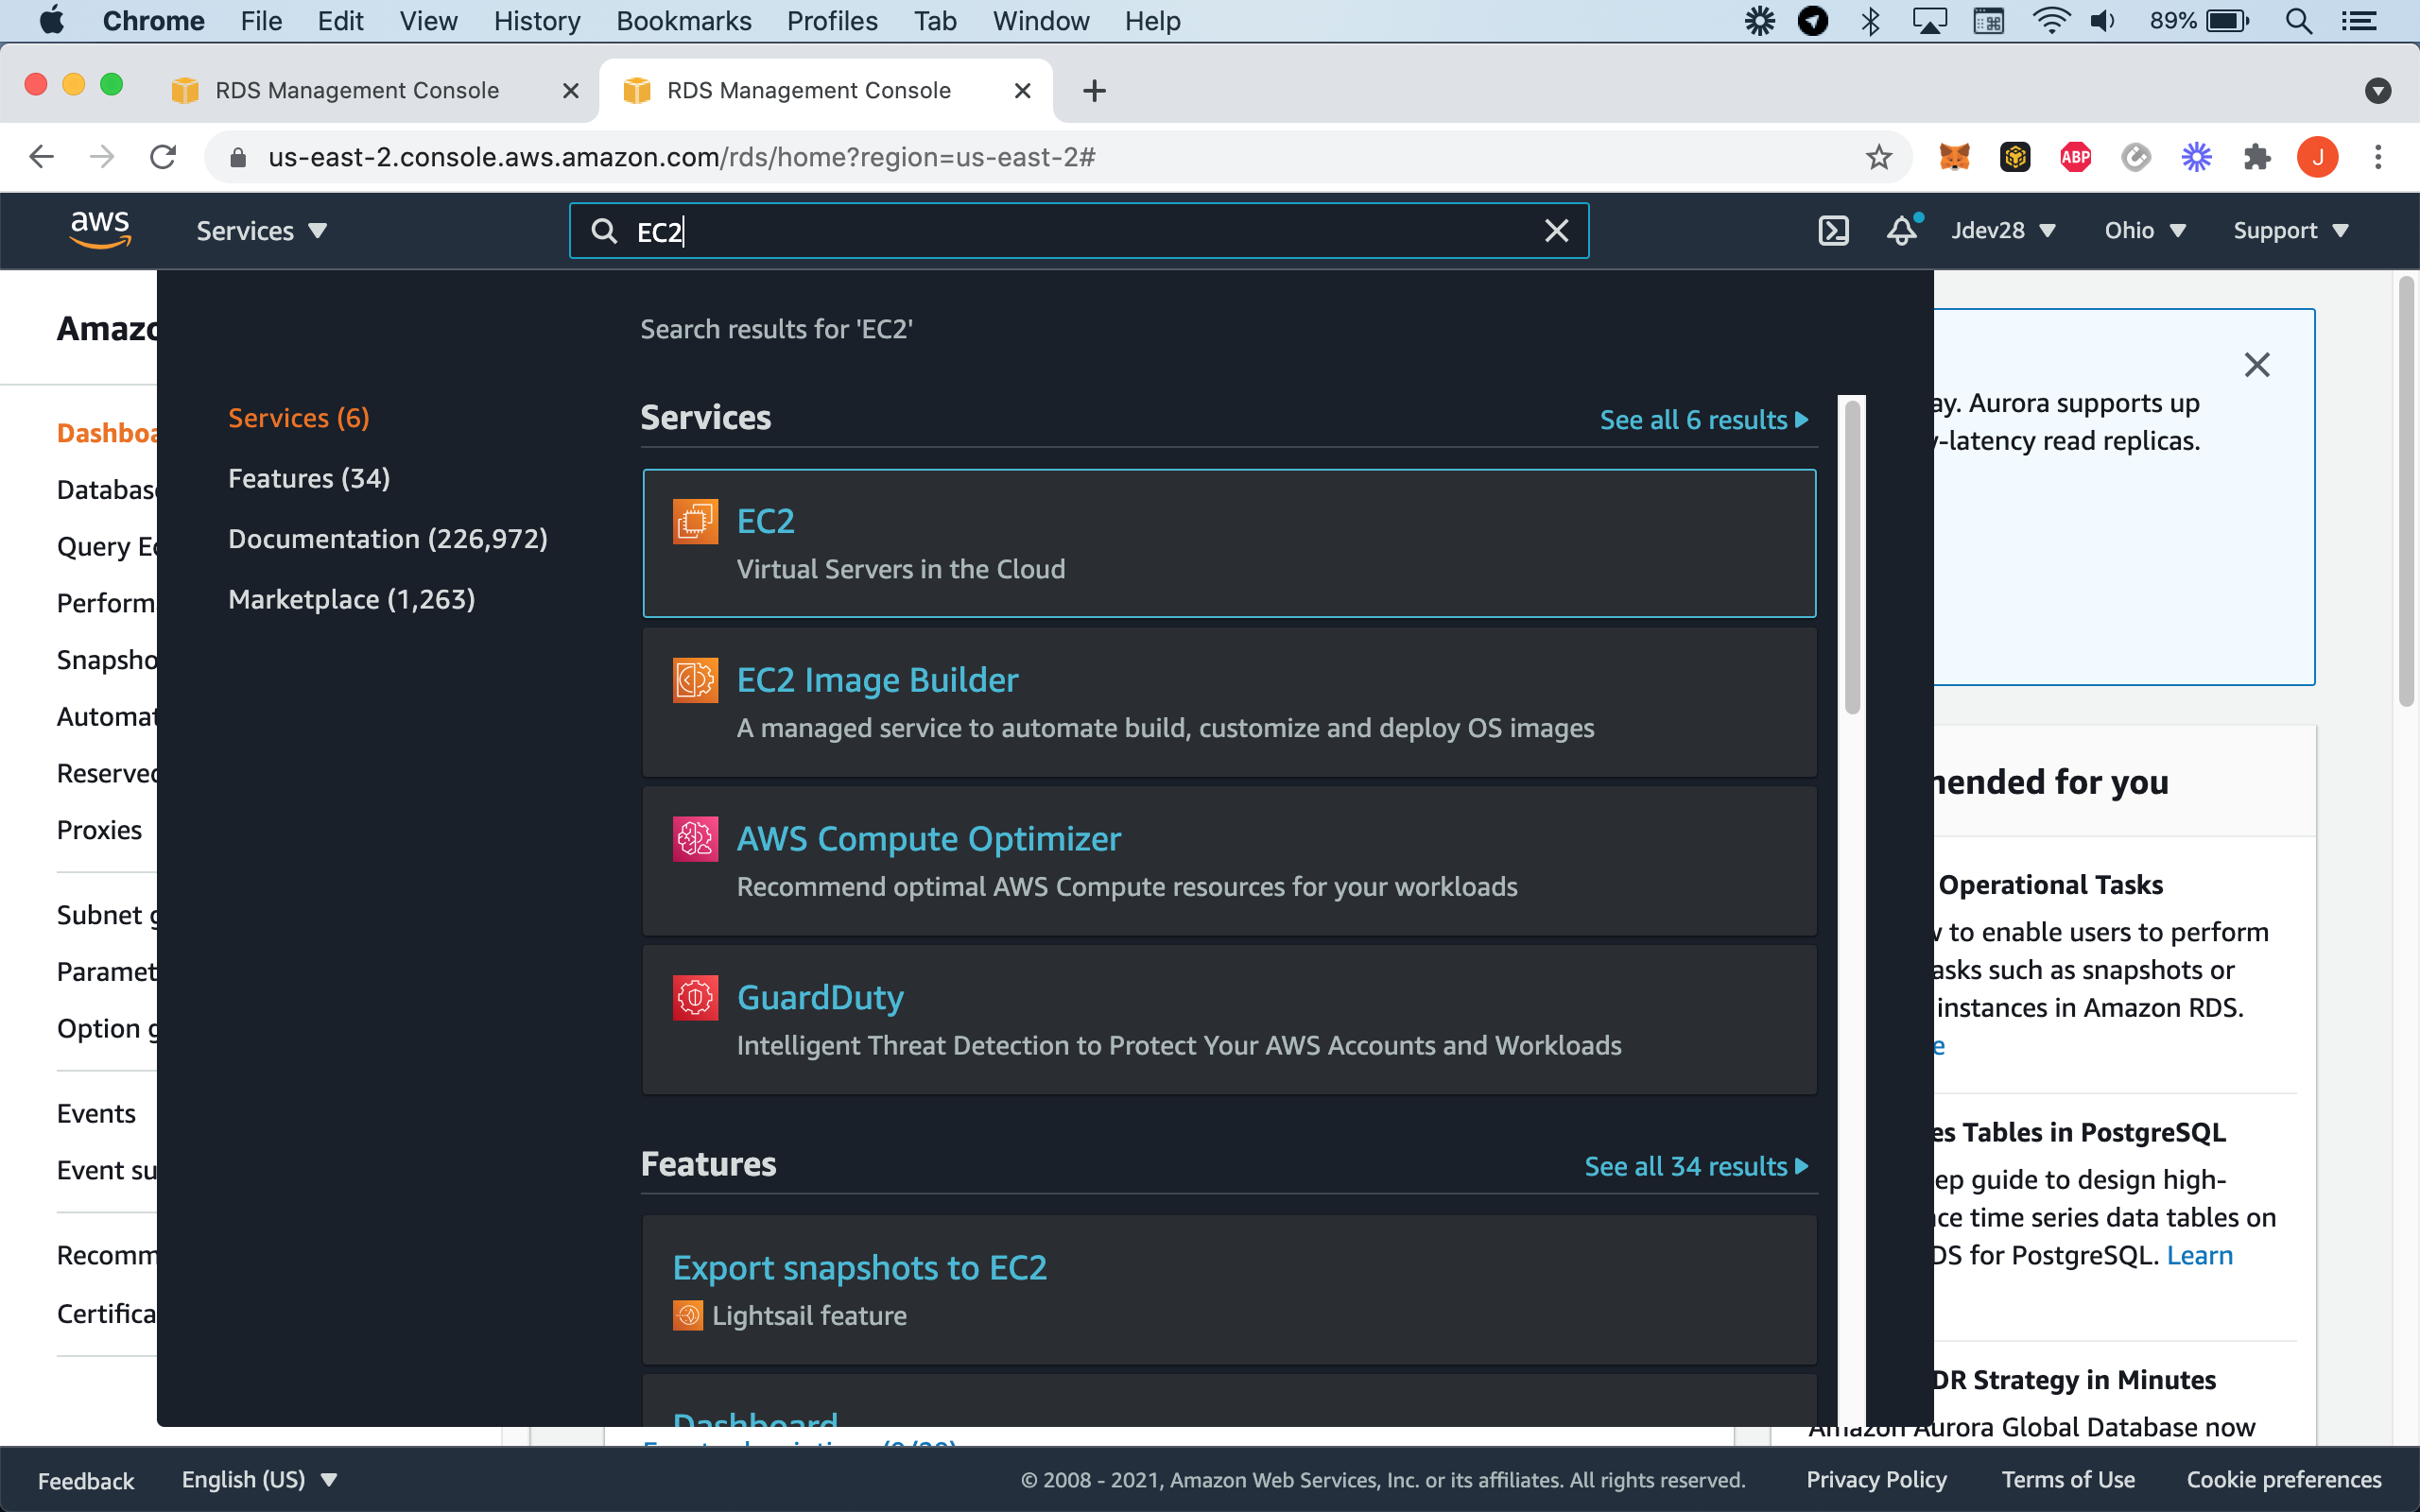 Chrome File Edit View History Bookmarks Profiles Tab Window Help 89%
RDS Management Console RDS Management Console
us-east-2.console.aws.amazon.com/rds/home?region=us-east-2# ABP J
aws Services EC2 Jdev28 Ohio Support
Search results for 'EC2'
Services (6)
Features (34)
Documentation (226,972)
Marketplace (1,263)
Services See all 6 results
EC2
Virtual Servers in the Cloud
EC2 Image Builder
A managed service to automate build, customize and deploy OS images
AWS Compute Optimizer
Recommend optimal AWS Compute resources for your workloads
GuardDuty
Intelligent Threat Detection to Protect Your AWS Accounts and Workloads
Features See all 34 results
Export snapshots to EC2
Lightsail feature
Dashboard
Amazo
Dashboa
Databas
Query E
Perform
Snapsho
Automat
Reserved
Proxies
Subnet g
Paramet
Option g
Events
Event su
Recomm
Certifica
ay. Aurora supports up
-latency read replicas.
ended for you
Operational Tasks
to enable users to perform
asks such as snapshots or
instances in Amazon RDS.
e
es Tables in PostgreSQL
ep guide to design high-
ce time series data tables on
DS for PostgreSQL. Learn
DR Strategy in Minutes
Amazon Aurora Global Database now
Feedback English (US) © 2008 - 2021, Amazon Web Services, Inc. or its affiliates. All rights reserved. Privacy Policy Terms of Use Cookie preferences